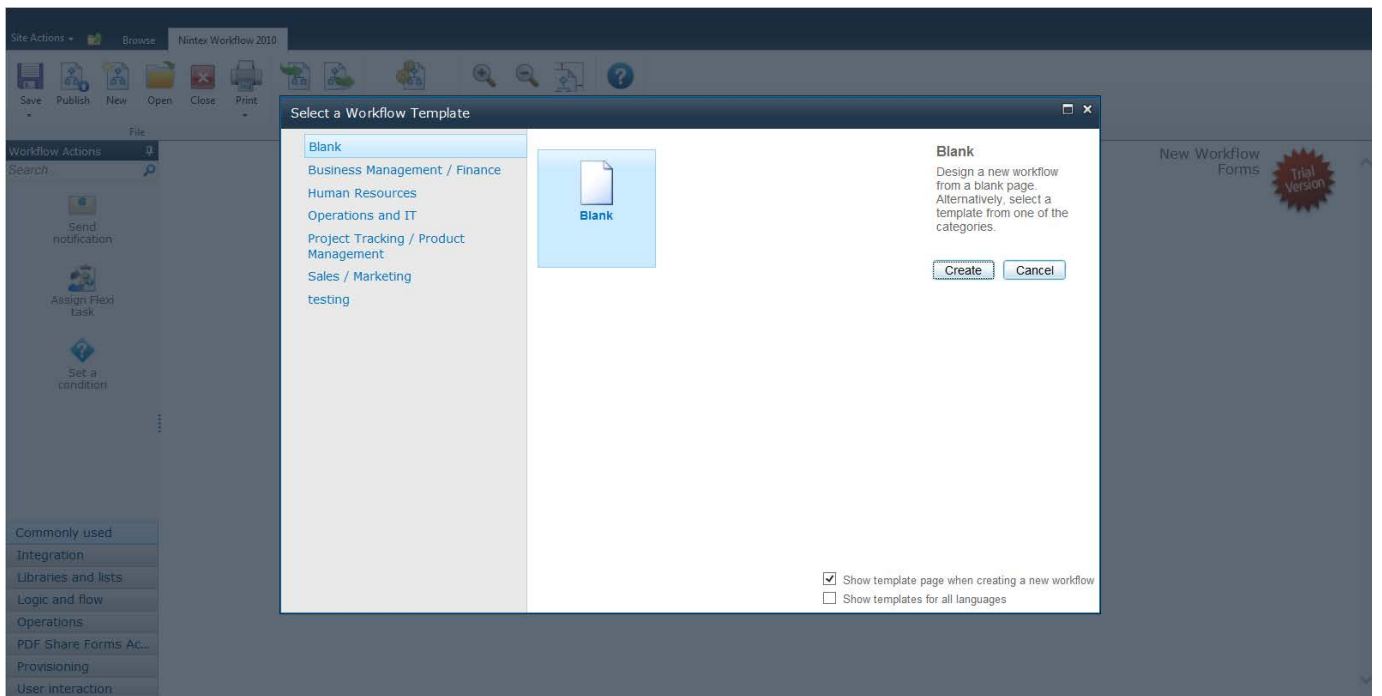 Site Actions
Browse
Nintex Workflow 2010
Save
Publish
New
Open
Close
Print
File
Workflow Actions
Search...
Send
notification
Assign Flexi
task
Set a
condition
Commonly used
Integration
Libraries and lists
Logic and flow
Operations
PDF Share Forms Ac...
Provisioning
User interaction
Select a Workflow Template
Blank
Business Management / Finance
Human Resources
Operations and IT
Project Tracking / Product
Management
Sales / Marketing
testing
Blank
Blank
Design a new workflow
from a blank page.
Alternatively, select a
template from one of the
categories.
Create
Cancel
Show template page when creating a new workflow
Show templates for all languages
New Workflow
Forms
Trial
Version